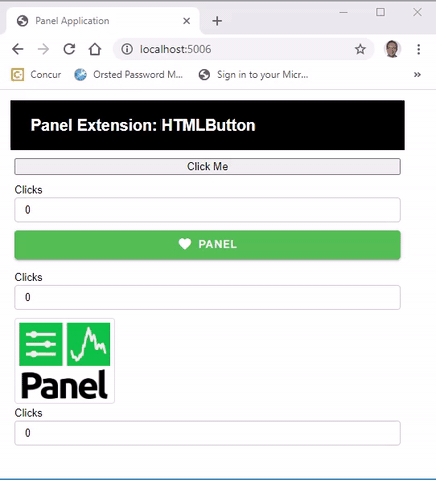 Panel Application
localhost:5006
Concur
Orsted Password M...
Sign in to your Micr...
»
Panel Extension: HTMLButton
Click Me
Clicks
0
PANEL
Clicks
0
Panel
Clicks
0